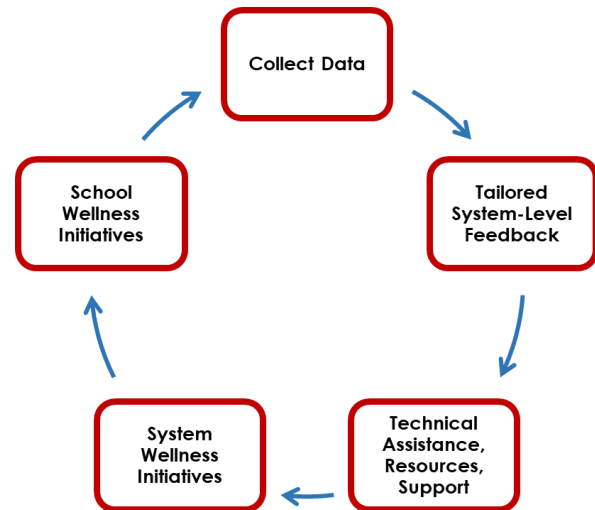 Collect Data
Tailored
System-Level
Feedback
Technical
Assistance,
Resources,
Support
System
Wellness
Initiatives
School
Wellness
Initiatives